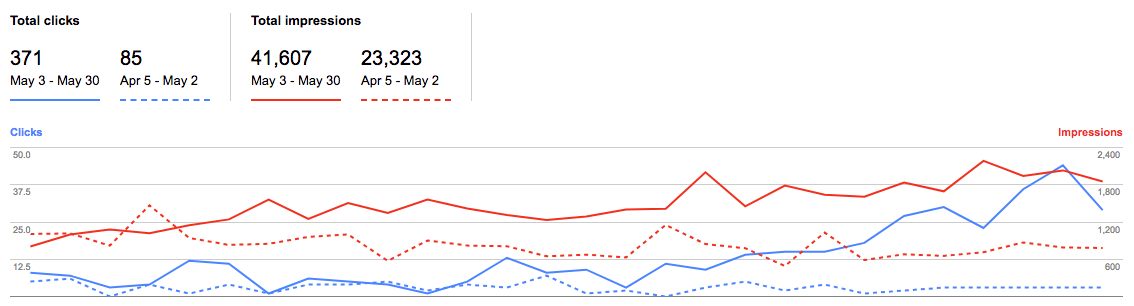 Total clicks
Total impressions
371
85
41,607
23,323
May 3 - May 30
Apr 5 - May 2
May 3 - May 30
Apr 5 - May 2
Clicks
Impressions
50.0
2,400
37.5
1,800
25.0
1,200
12.5
600